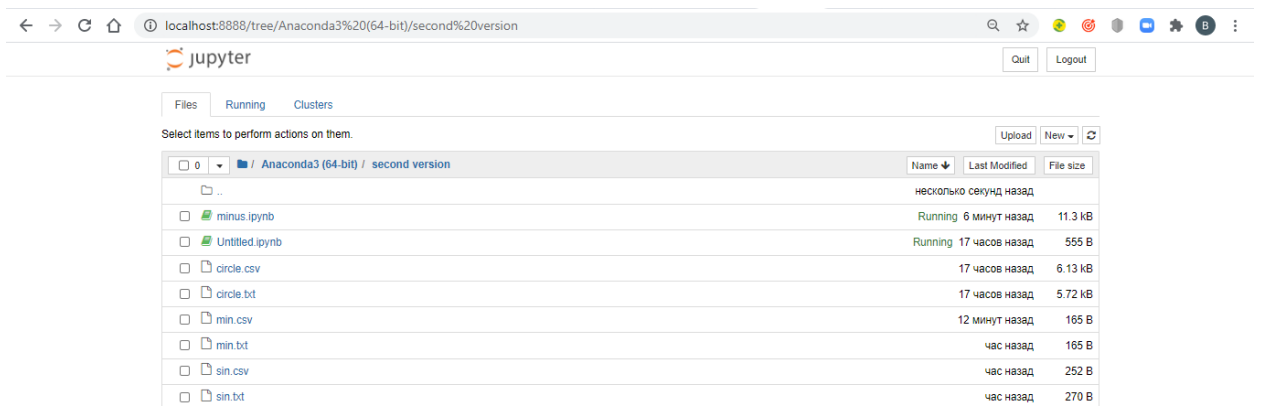 localhost:8888/tree/Anaconda3%20(64-bit)/second%20version B
jupyter Quit Logout
Files Running Clusters
Select items to perform actions on them. Upload New
0 / Anaconda3 (64-bit) / second version Name Last Modified File size
.. несколько секунд назад
minus.ipynb Running 6 минут назад 11.3 kB
Untitled.ipynb Running 17 часов назад 555 B
circle.csv 17 часов назад 6.13 kB
circle.txt 17 часов назад 5.72 kB
min.csv 12 минут назад 165 B
min.txt час назад 165 B
sin.csv час назад 252 B
sin.txt час назад 270 B